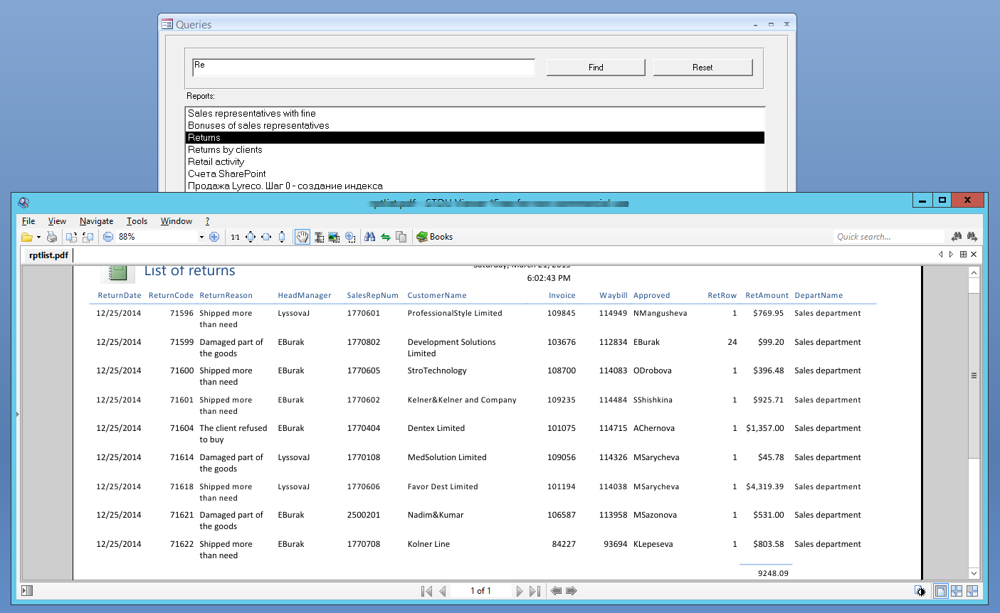 Queries
Re
Find Reset
Reports:
Sales representatives with fine
Bonuses of sales representatives
Returns
Returns by clients
Retail activity
Счета SharePoint
Продажа Lyreco. Шаг 0 - создание индекса
rptlist.pdf - STDU Viewer *Free for non commercial use
File View Navigate Tools Window ?
88% 1:1 Books Quick search...
rptlist.pdf
List of returns
6:02:43 PM
ReturnDate ReturnCode ReturnReason HeadManager SalesRepNum CustomerName Invoice Waybill Approved RetRow RetAmount DepartName
12/25/2014 71596 Shipped more LyssovaJ 1770601 ProfessionalStyle Limited 109845 114949 NMangusheva 1 $769.95 Sales department
than need
12/25/2014 71599 Damaged part of EBurak 1770802 Development Solutions 103676 112834 EBurak 24 $99.20 Sales department
the goods Limited
12/25/2014 71600 Shipped more EBurak 1770605 StroTechnology 108700 114083 ODrobova 1 $396.48 Sales department
than need
12/25/2014 71601 Shipped more EBurak 1770602 Kelner&Kelner and Company 109235 114484 SShishkina 1 $925.71 Sales department
than need
12/25/2014 71604 The client refused EBurak 1770404 Dentex Limited 101075 114715 AChernova 1 $1,357.00 Sales department
to buy
12/25/2014 71614 Damaged part of LyssovaJ 1770108 MedSolution Limited 109056 114326 MSarycheva 1 $45.78 Sales department
the goods
12/25/2014 71618 Shipped more LyssovaJ 1770606 Favor Dest Limited 101194 114038 MSarycheva 1 $4,319.39 Sales department
than need
12/25/2014 71621 Damaged part of EBurak 2500201 Nadim&Kumar 106587 113958 MSazonova 1 $531.00 Sales department
the goods
12/25/2014 71622 Shipped more EBurak 1770708 Kolner Line 84227 93694 KLepeseva 1 $803.58 Sales department
than need
9248.09
1 of 1